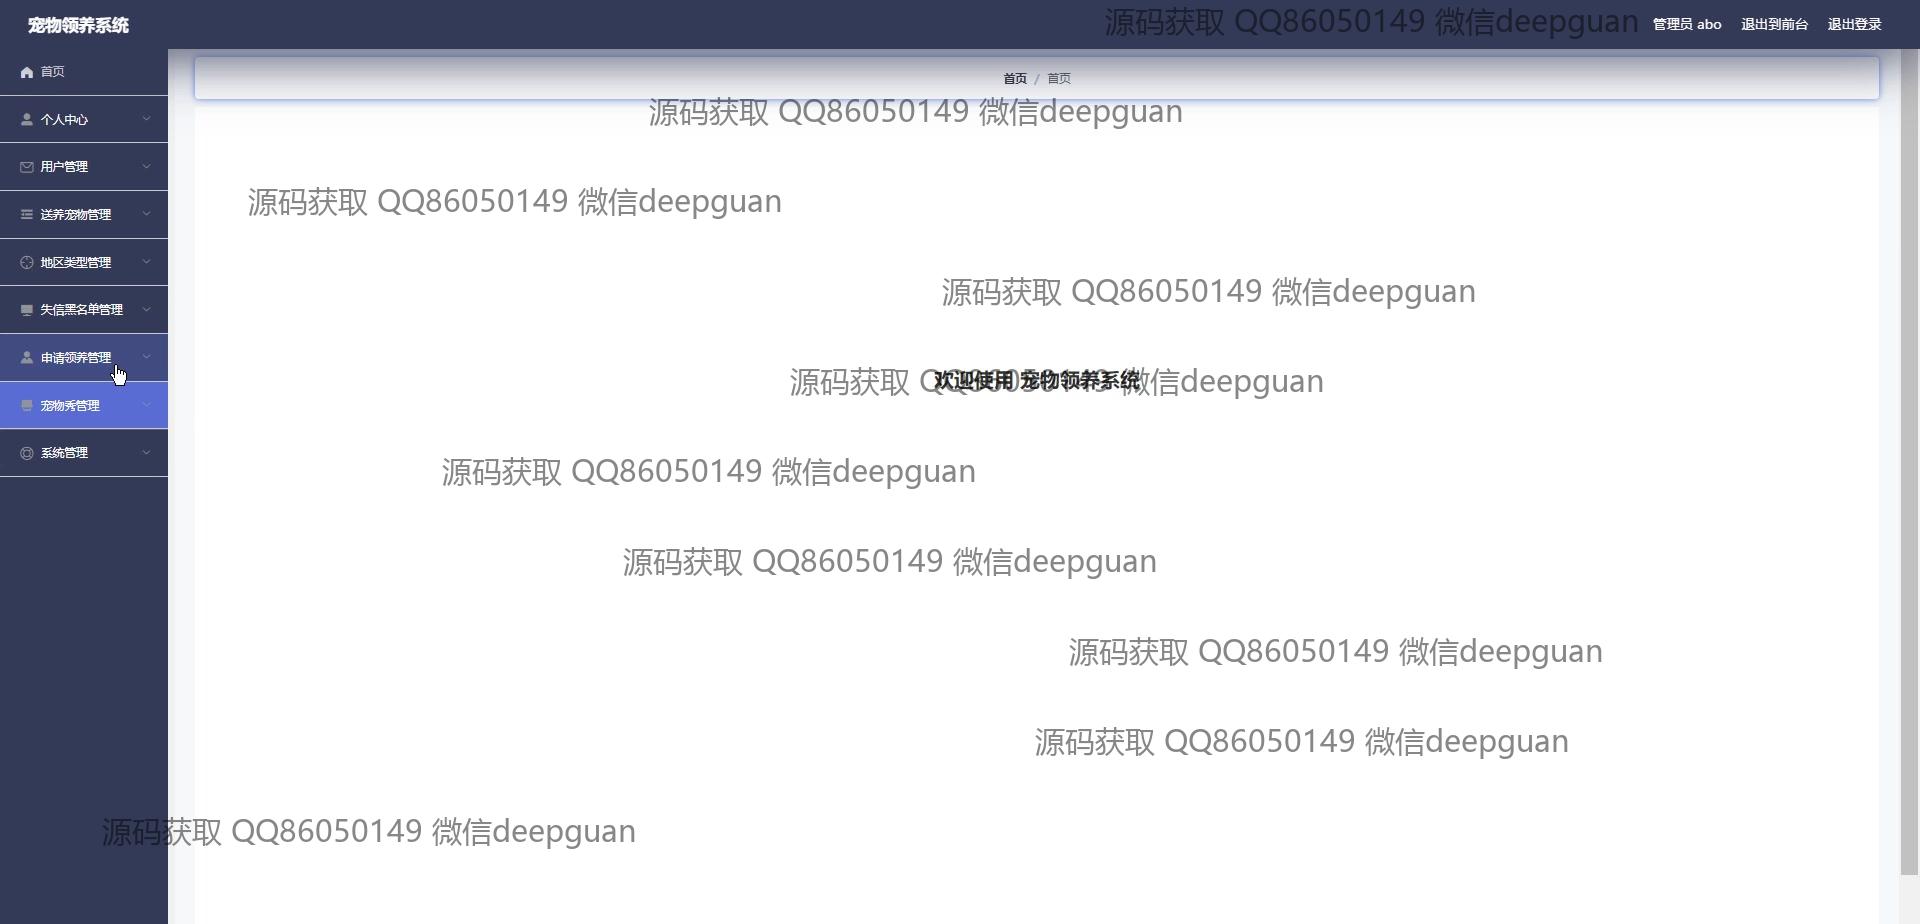 宠物领养系统
源码获取 QQ86050149 微信deepguan
管理员 abo 退出到前台 退出登录
首页
首页 / 首页
源码获取 QQ86050149 微信deepguan
个人中心
用户管理
源码获取 QQ86050149 微信deepguan
送养宠物管理
地区类型管理
源码获取 QQ86050149 微信deepguan
失信黑名单管理
申请领养管理
源码获取 QQ86050149 微信deepguan
欢迎使用 宠物领养系统
宠物秀管理
系统管理
源码获取 QQ86050149 微信deepguan
源码获取 QQ86050149 微信deepguan
源码获取 QQ86050149 微信deepguan
源码获取 QQ86050149 微信deepguan
源码获取 QQ86050149 微信deepguan